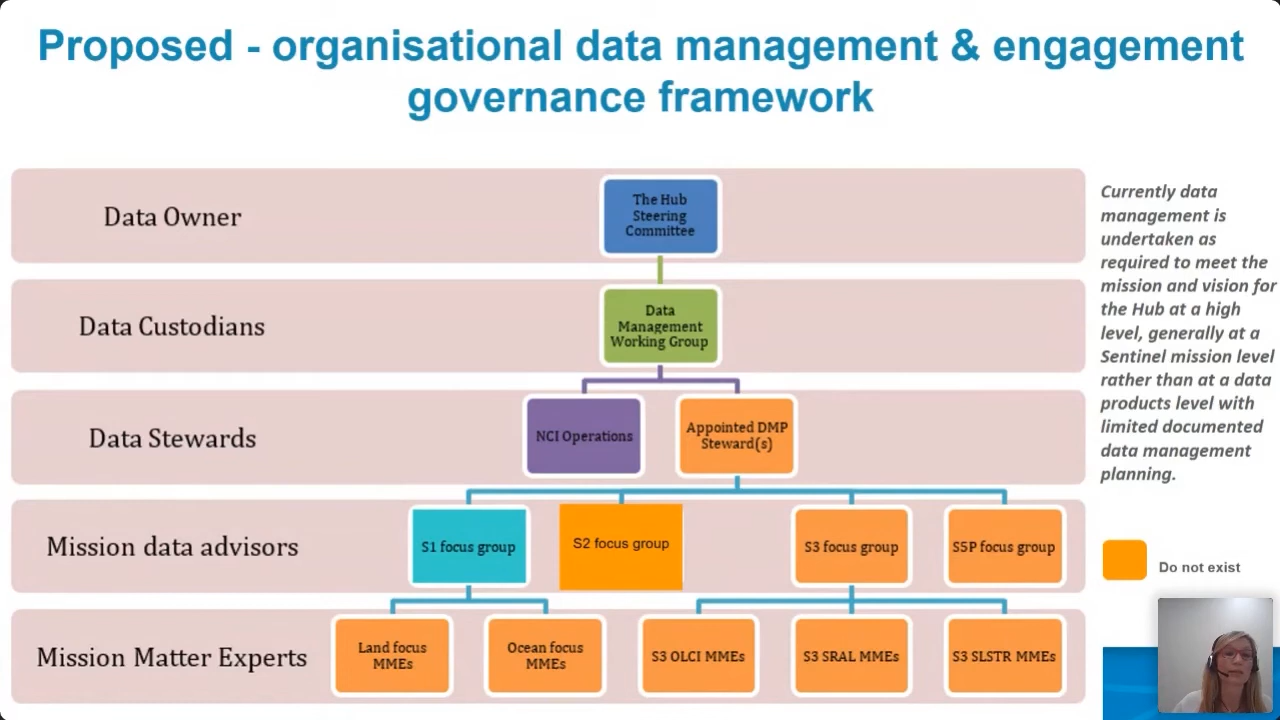 Proposed - organisational data management & engagement
governance framework
Data Owner
The Hub
Steering
Committee
Data Custodians
Data
Management
Working Group
Data Stewards
NCI Operations
Appointed DMP
Steward(s)
Mission data advisors
S1 focus group
S2 focus group
S3 focus group
S5P focus group
Mission Matter Experts
Land focus
MMEs
Ocean focus
MMEs
S3 OLCI MMEs
S3 SRAL MMEs
S3 SLSTR MMEs
Currently data
management is
undertaken as
required to meet the
mission and vision for
the Hub at a high
level, generally at a
Sentinel mission level
rather than at a data
products level with
limited documented
data management
planning.
Do not exist